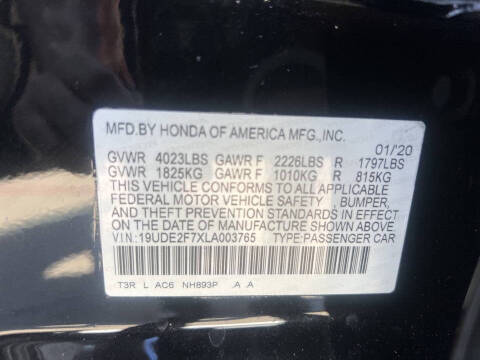 MFD.BY HONDA OF AMERICA MFG.,INC.
01/'20
GVWR 4023LBS GAWR F 2226LBS R 1797LBS
GVWR 1825KG GAWR F 1010KG R 815KG
THIS VEHICLE CONFORMS TO ALL APPLICABLE
FEDERAL MOTOR VEHICLE SAFETY , BUMPER,
AND THEFT PREVENTION STANDARDS IN EFFECT
ON THE DATE OF MANUFACTURE SHOWN ABOVE.
VIN:19UDE2F7XLA003765 TYPE:PASSENGER CAR
T3R L AC6 NH893P .A .A